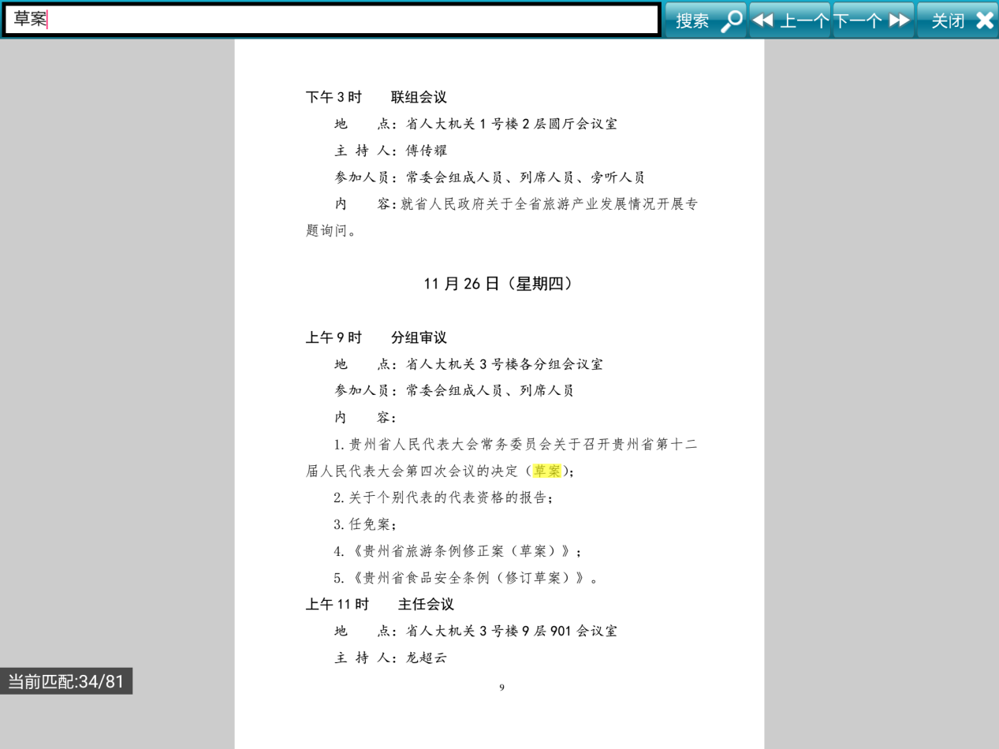 草案
搜索
上一个
下一个
关闭
下午 3 时 联组会议
地 点：省人大机关 1 号楼 2 层圆厅会议室
主 持 人：傅传耀
参加人员：常委会组成人员、列席人员、旁听人员
内 容：就省人民政府关于全省旅游产业发展情况开展专
题询问。
11 月 26 日（星期四）
上午 9 时 分组审议
地 点：省人大机关 3 号楼各分组会议室
参加人员：常委会组成人员、列席人员
内 容：
1.贵州省人民代表大会常务委员会关于召开贵州省第十二
届人民代表大会第四次会议的决定（草案）；
2.关于个别代表的代表资格的报告；
3.任免案；
4.《贵州省旅游条例修正案（草案）》；
5.《贵州省食品安全条例（修订草案）》。
上午 11 时 主任会议
地 点：省人大机关 3 号楼 9 层 901 会议室
主 持 人：龙超云
当前匹配:34/81
9